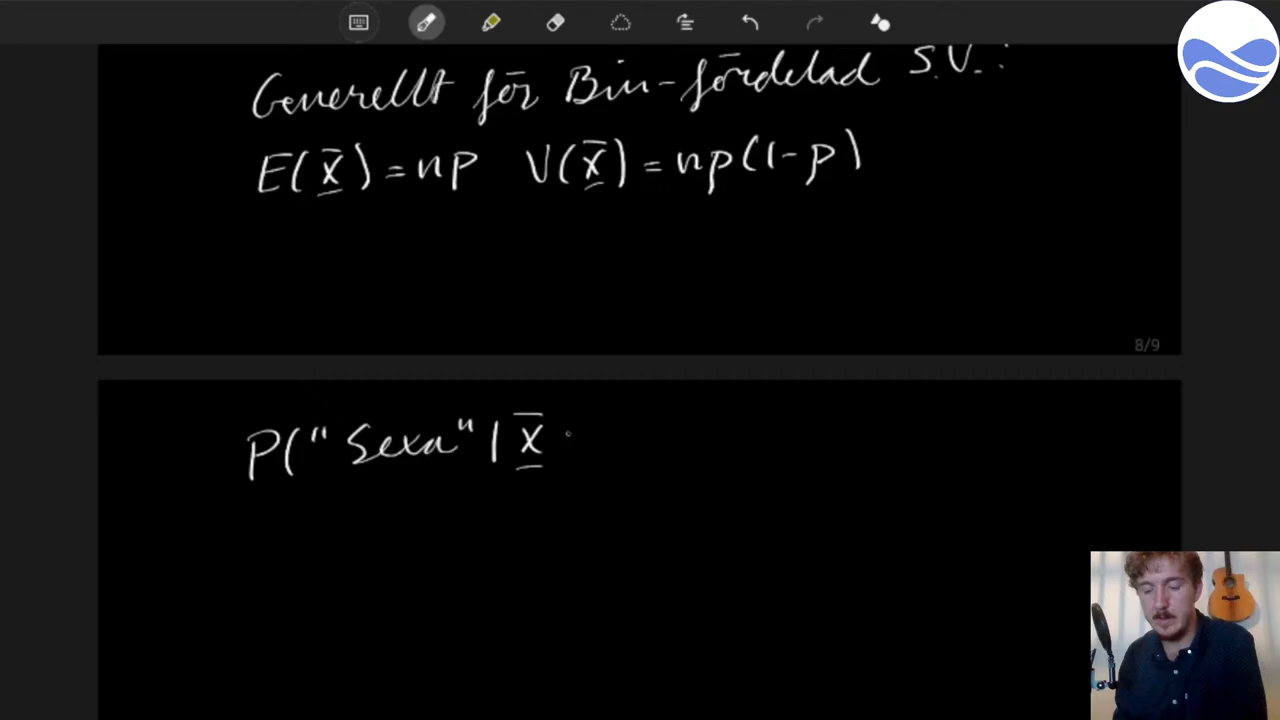 Generellt för Bin-fördelad S.V.:
E(X) = np V(X) = np(1-p)
8/9
P("Sexa" | X